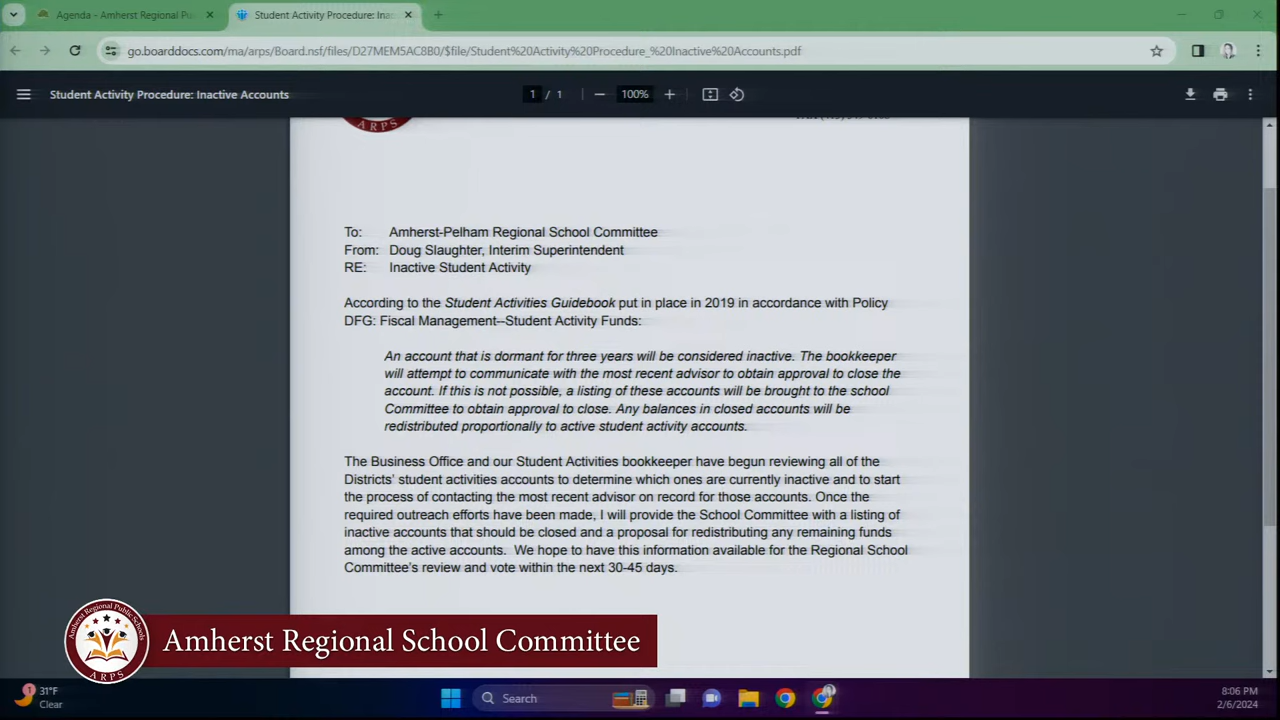 Agenda - Amherst Regional Pu
Student Activity Procedure: Ina
go.boarddocs.com/ma/arps/Board.nsf/files/D27MEM5AC8B0/$file/Student%20Activity%20Procedure_%20Inactive%20Accounts.pdf
Student Activity Procedure: Inactive Accounts
1 / 1
100%
ARPS
To: Amherst-Pelham Regional School Committee
From: Doug Slaughter, Interim Superintendent
RE: Inactive Student Activity
According to the Student Activities Guidebook put in place in 2019 in accordance with Policy
DFG: Fiscal Management--Student Activity Funds:
An account that is dormant for three years will be considered inactive. The bookkeeper
will attempt to communicate with the most recent advisor to obtain approval to close the
account. If this is not possible, a listing of these accounts will be brought to the school
Committee to obtain approval to close. Any balances in closed accounts will be
redistributed proportionally to active student activity accounts.
The Business Office and our Student Activities bookkeeper have begun reviewing all of the
Districts' student activities accounts to determine which ones are currently inactive and to start
the process of contacting the most recent advisor on record for those accounts. Once the
required outreach efforts have been made, I will provide the School Committee with a listing of
inactive accounts that should be closed and a proposal for redistributing any remaining funds
among the active accounts. We hope to have this information available for the Regional School
Committee's review and vote within the next 30-45 days.
Amherst Regional Public Schools
ARPS
Amherst Regional School Committee
1
31°F
Clear
Search
8:06 PM
2/6/2024